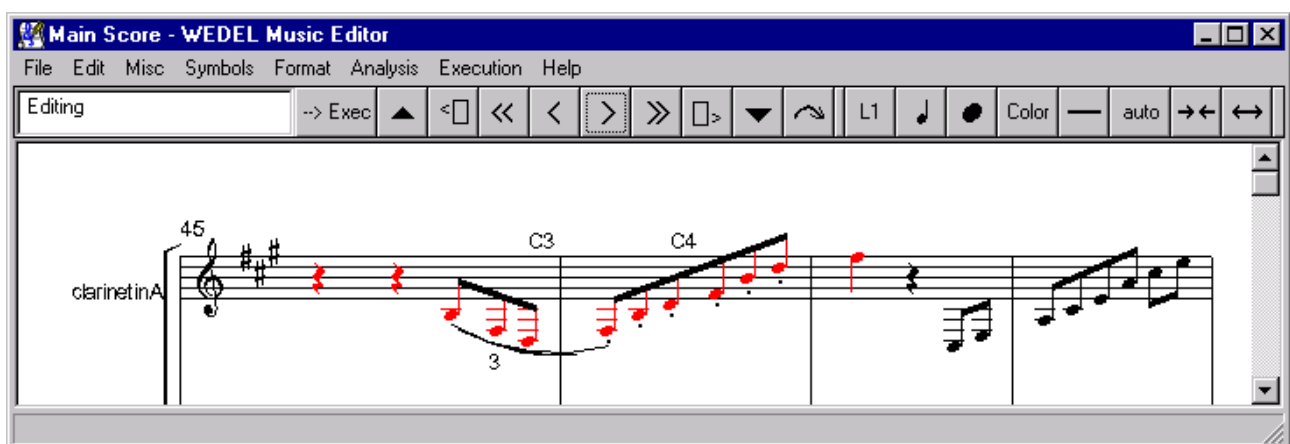 Main Score - WEDEL Music Editor
File Edit Misc Symbols Format Analysis Execution Help
Editing --> Exec L1 Color auto
45
C3 C4
clarinetinA
3